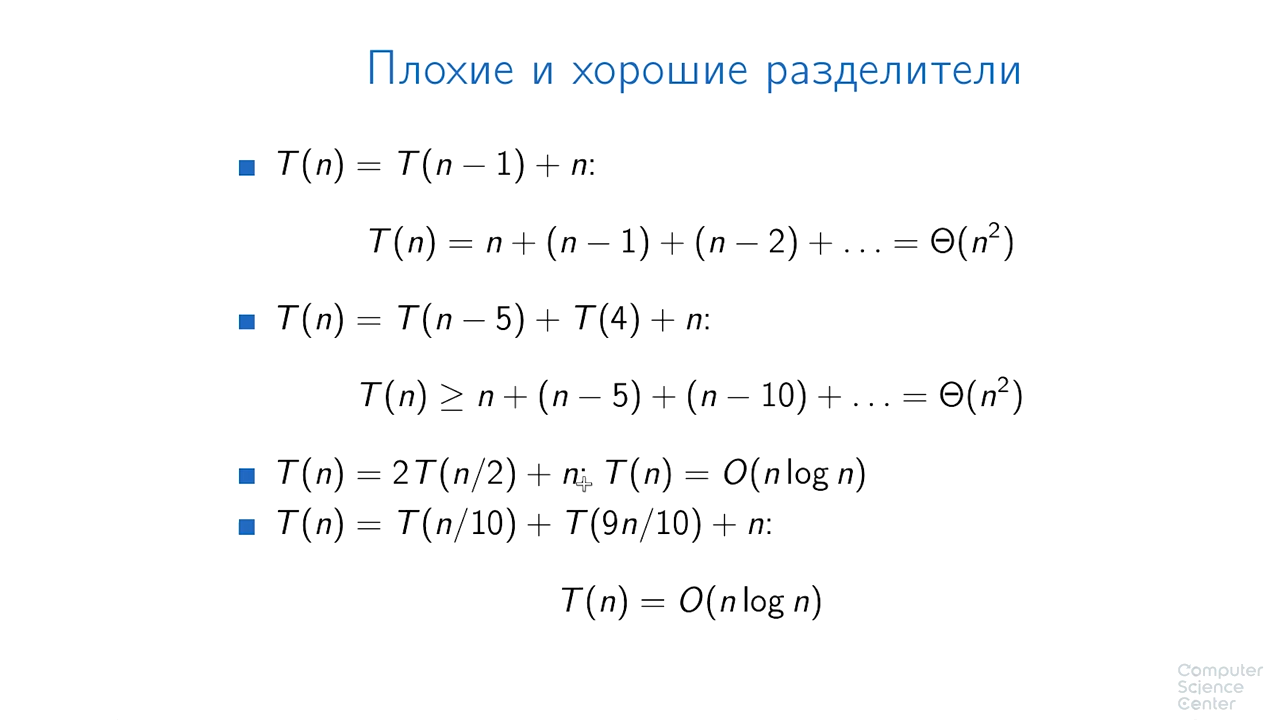 Плохие и хорошие разделители
T(n) = T(n − 1) + n:
T(n) = n + (n − 1) + (n − 2) + . . . = Θ(n²)
T(n) = T(n − 5) + T(4) + n:
T(n) ≥ n + (n − 5) + (n − 10) + . . . = Θ(n²)
T(n) = 2T(n/2) + n: T(n) = O(n log n)
T(n) = T(n/10) + T(9n/10) + n:
T(n) = O(n log n)
Computer
Science
Center